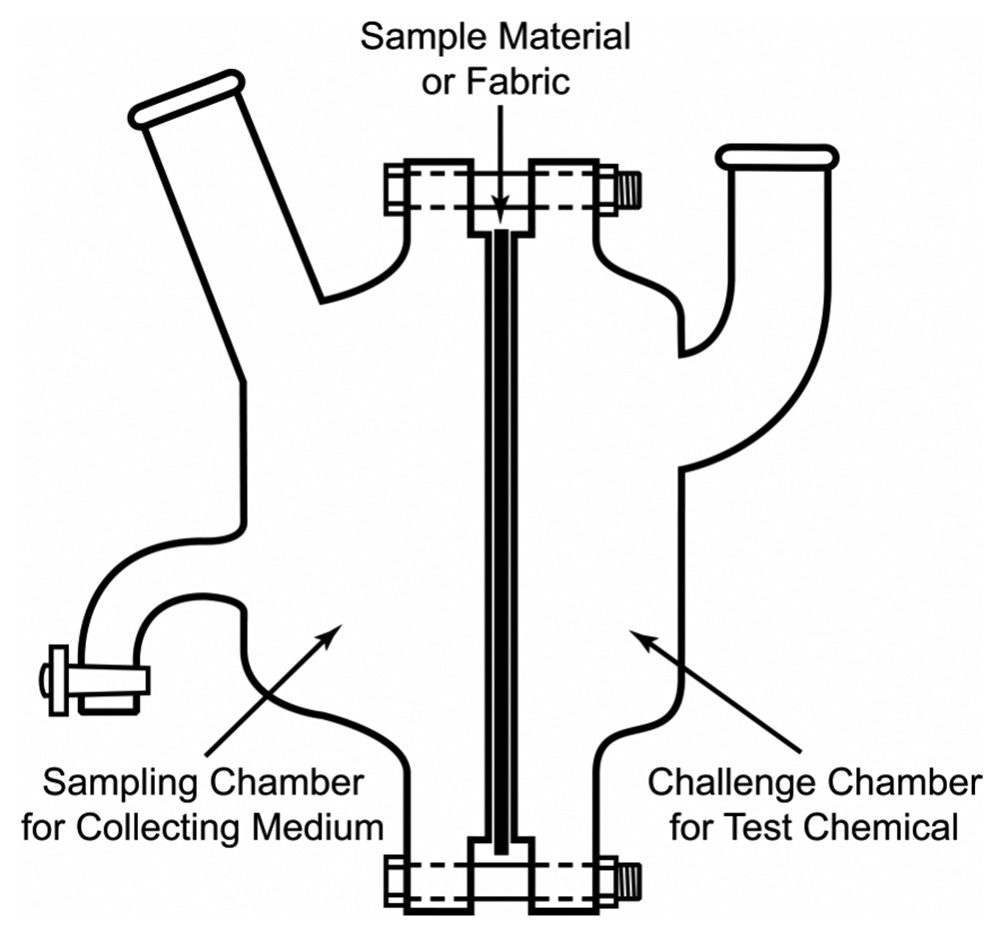 Sample Material
or Fabric
Sampling Chamber
for Collecting Medium
Challenge Chamber
for Test Chemical